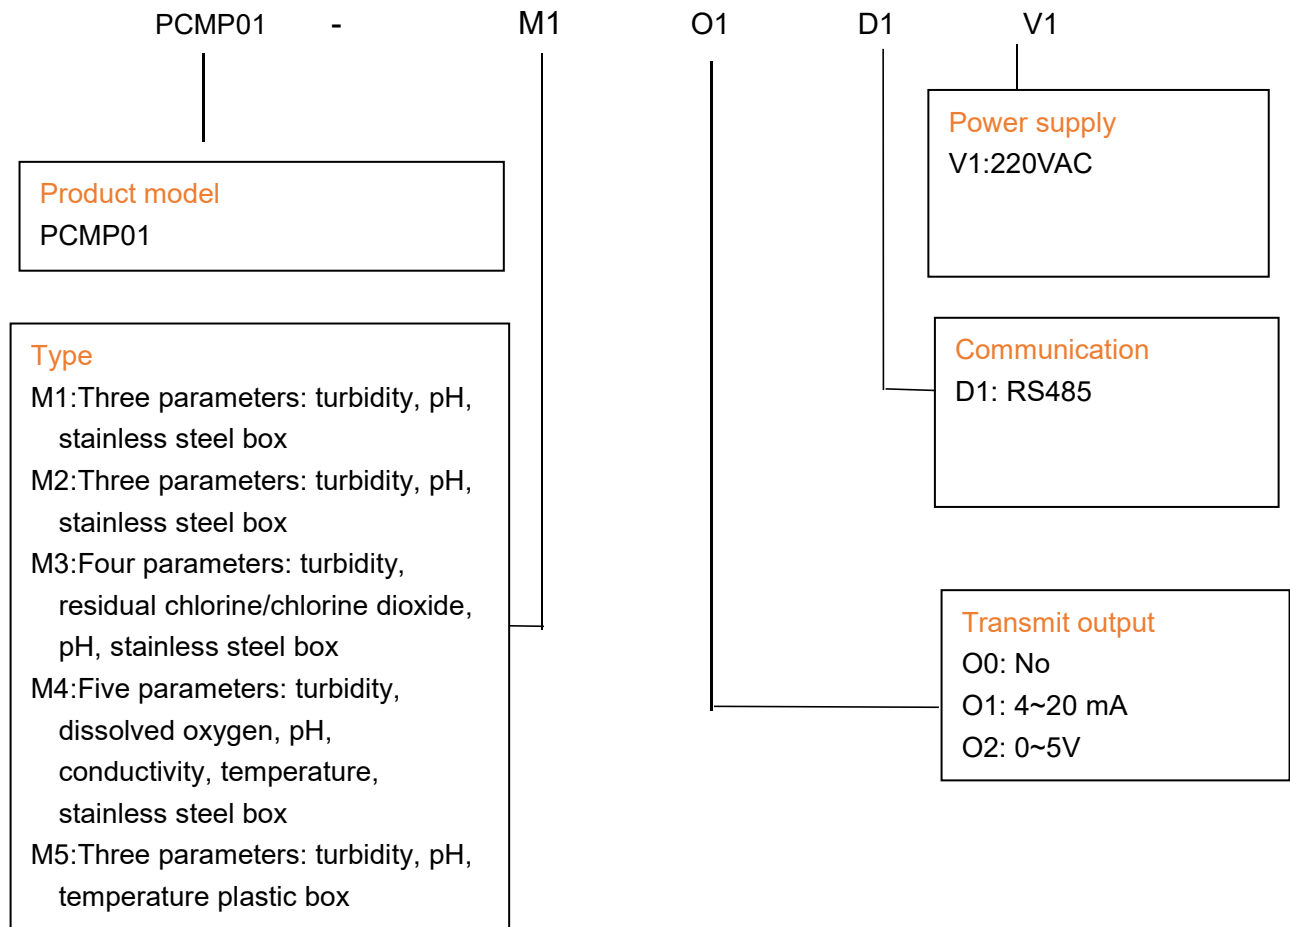 PCMP01 - M1 O1 D1 V1
Power supply
V1:220VAC
Product model
PCMP01
Type
M1:Three parameters: turbidity, pH,
stainless steel box
M2:Three parameters: turbidity, pH,
stainless steel box
M3:Four parameters: turbidity,
residual chlorine/chlorine dioxide,
pH, stainless steel box
M4:Five parameters: turbidity,
dissolved oxygen, pH,
conductivity, temperature,
stainless steel box
M5:Three parameters: turbidity, pH,
temperature plastic box
Communication
D1: RS485
Transmit output
O0: No
O1: 4~20 mA
O2: 0~5V